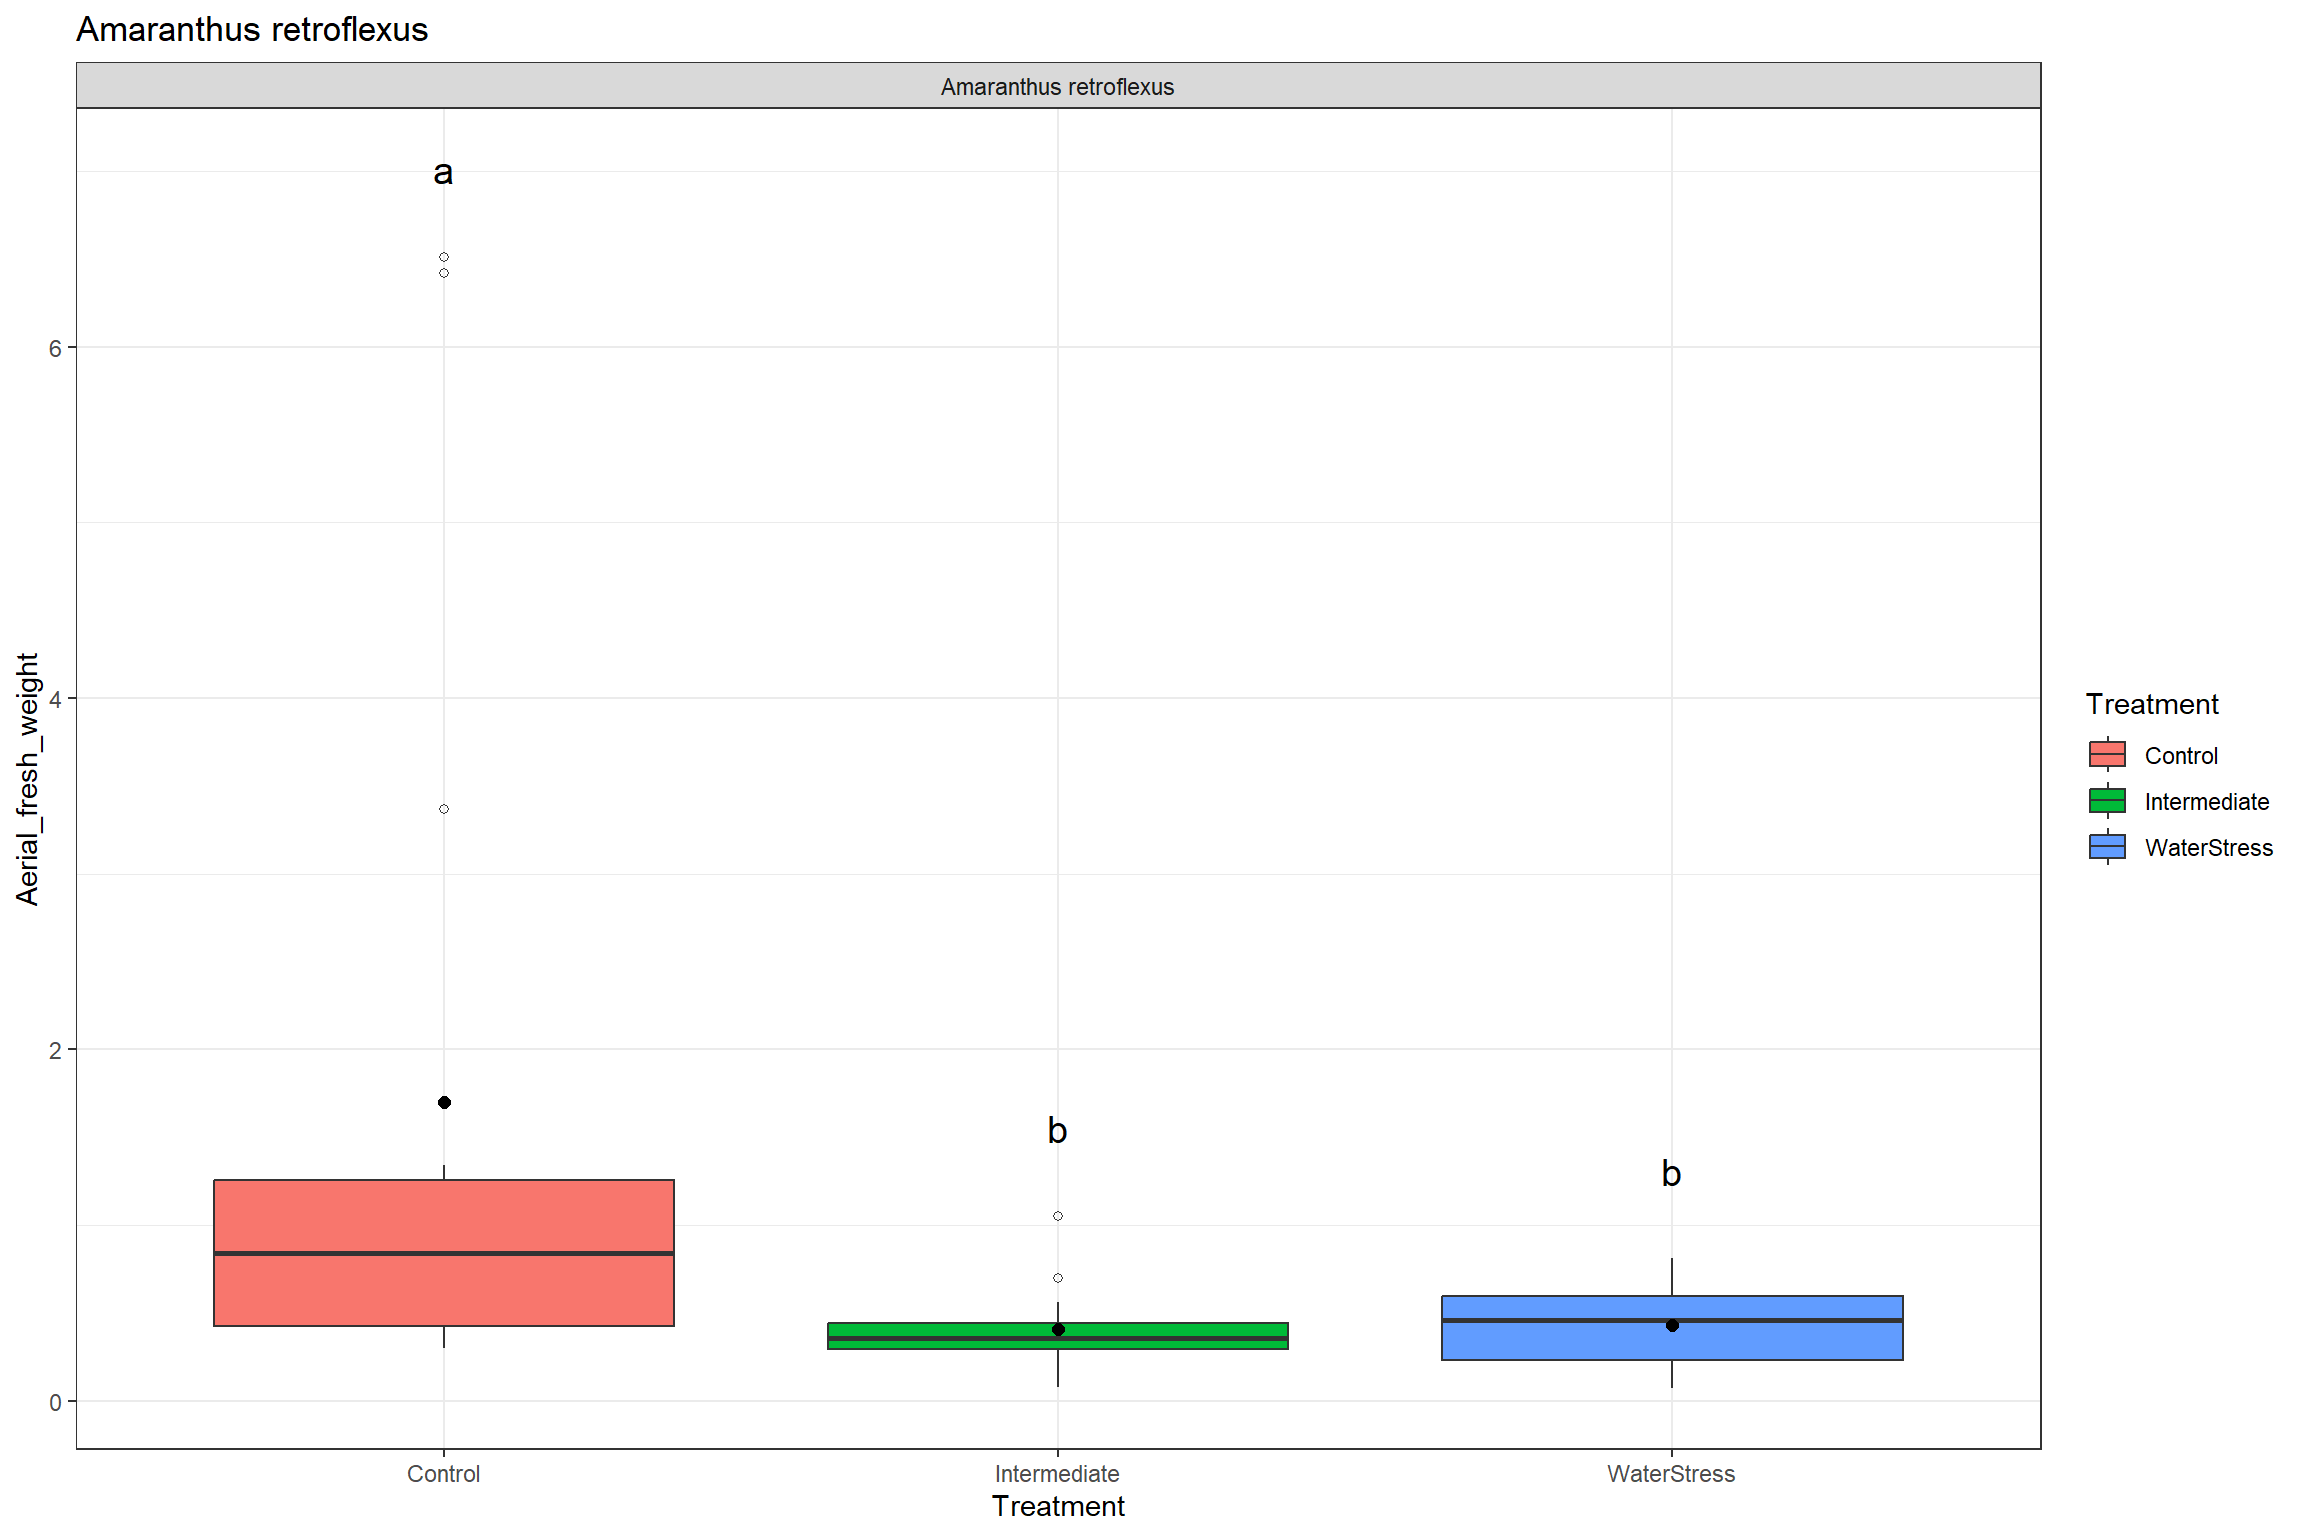 Amaranthus retroflexus
Amaranthus retroflexus
a
6
4
2
0
b
b
Aerial_fresh_weight
Control
Intermediate
WaterStress
Treatment
Treatment
Control
Intermediate
WaterStress